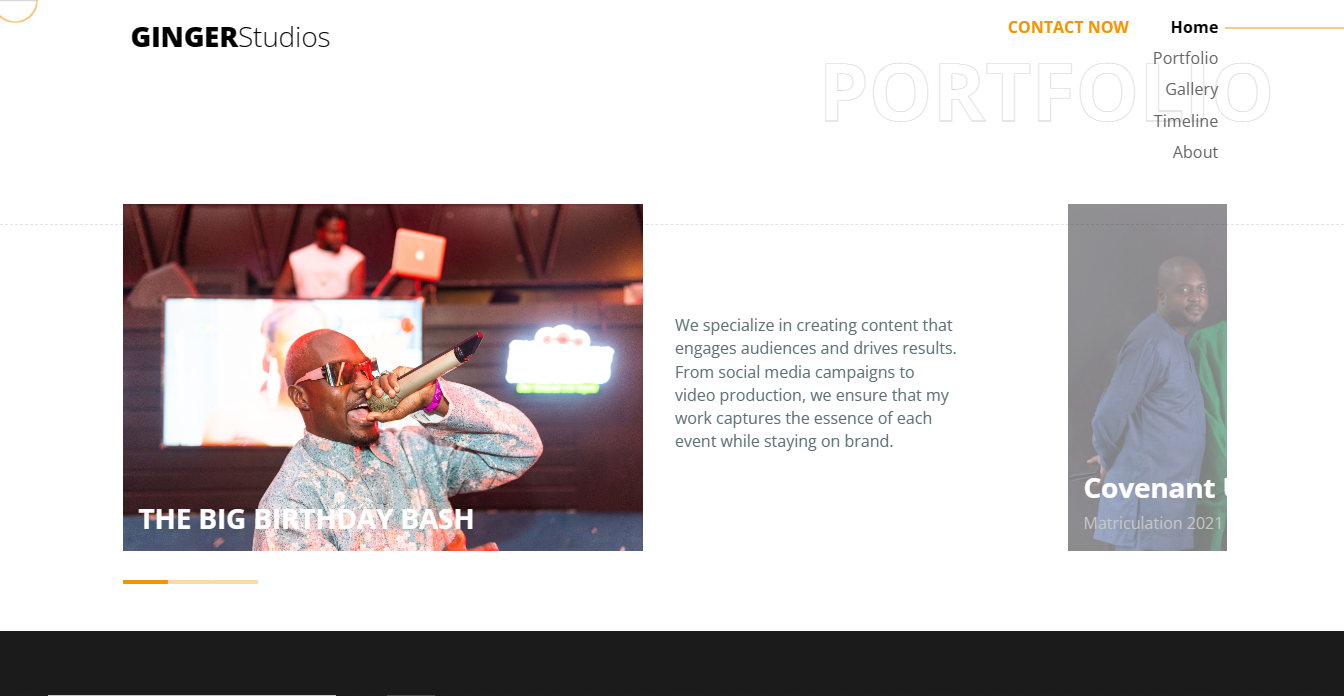 GINGERStudios
CONTACT NOW
Home
Portfolio
Gallery
Timeline
About
PORTFOLIO
We specialize in creating content that
engages audiences and drives results.
From social media campaigns to
video production, we ensure that my
work captures the essence of each
event while staying on brand.
THE BIG BIRTHDAY BASH
Covenant
Matriculation 2021